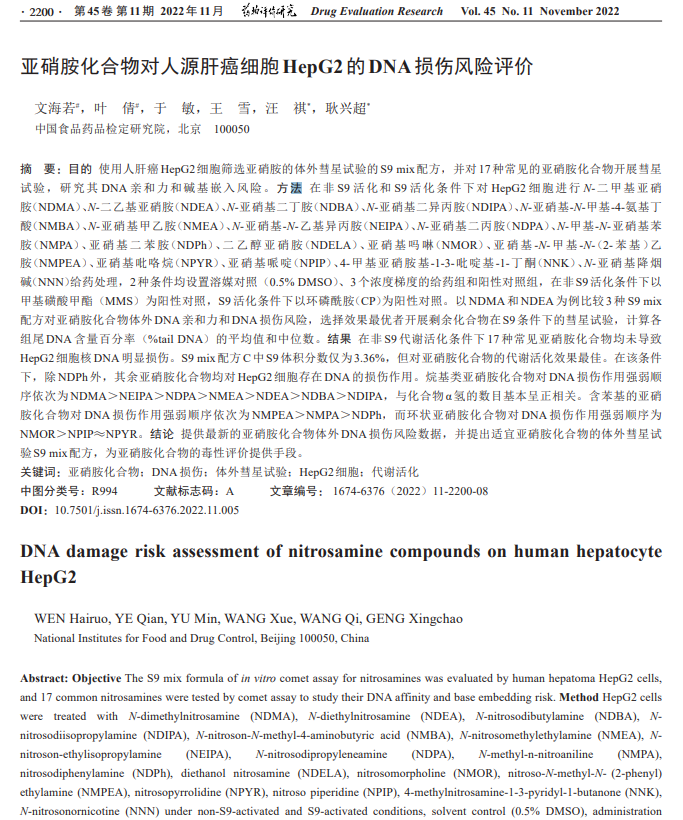 · 2200 · 第 45 卷 第 11 期 2022 年 11 月 药物评价研究 Drug Evaluation Research Vol. 45 No. 11 November 2022
亚硝胺化合物对人源肝癌细胞 HepG2 的 DNA 损伤风险评价
文海若#，叶 倩#，于 敏，王 雪，汪 祺*，耿兴超*
中国食品药品检定研究院，北京 100050
摘 要：目的 使用人肝癌 HepG2 细胞筛选亚硝胺的体外彗星试验的 S9 mix 配方，并对 17 种常见的亚硝胺化合物开展彗星
试验，研究其 DNA 亲和力和碱基嵌入风险。方法 在非 S9 活化和 S9 活化条件下对 HepG2 细胞进行 N-二甲基亚硝
胺（NDMA）、N-二乙基亚硝胺（NDEA）、N-亚硝基二丁胺（NDBA）、N-亚硝基二异丙胺（NDIPA）、N-亚硝基-N-甲基-4-氨基丁
酸（NMBA）、N-亚硝基甲乙胺（NMEA）、N-亚硝基-N-乙基异丙胺（NEIPA）、N-亚硝基二丙胺（NDPA）、N-甲基-N-亚硝基苯
胺（NMPA）、亚硝基二苯胺（NDPh）、二乙醇亚硝胺（NDELA）、亚硝基吗啉（NMOR）、亚硝基-N-甲基-N-（2-苯基）乙
胺（NMPEA）、亚硝基吡咯烷（NPYR）、亚硝基哌啶（NPIP）、4-甲基亚硝胺基-1-3-吡啶基-1-丁酮（NNK）、N-亚硝基降烟
碱（NNN）给药处理，2 种条件均设置溶媒对照（0.5% DMSO）、3 个浓度梯度的给药组和阳性对照组，在非 S9 活化条件下以
甲基磺酸甲酯（MMS）为阳性对照，S9 活化条件下以环磷酰胺（CP）为阳性对照。以 NDMA 和 NDEA 为例比较 3 种 S9 mix
配方对亚硝胺化合物体外 DNA 亲和力和 DNA 损伤风险，选择效果最优者开展剩余化合物在 S9 条件下的彗星试验，计算各
组尾 DNA 含量百分率（%tail DNA）的平均值和中位数。结果 在非 S9 代谢活化条件下 17 种常见亚硝胺化合物均未导致
HepG2 细胞核 DNA 明显损伤。S9 mix 配方 C 中 S9 体积分数仅为 3.36%，但对亚硝胺化合物的代谢活化效果最佳。在该条件
下，除 NDPh 外，其余亚硝胺化合物均对 HepG2 细胞存在 DNA 的损伤作用。烷基类亚硝胺化合物对 DNA 损伤作用强弱顺
序依次为 NDMA＞NEIPA＞NDPA＞NMEA＞NDEA＞NDBA＞NDIPA，与化合物 α 氢的数目基本呈正相关。含苯基的亚硝
胺化合物对 DNA 损伤作用强弱顺序依次为 NMPEA＞NMPA＞NDPh，而环状亚硝胺化合物对 DNA 损伤作用强弱顺序为
NMOR＞NPIP≈NPYR。结论 提供最新的亚硝胺化合物体外 DNA 损伤风险数据，并提出适宜亚硝胺化合物的体外彗星试
验 S9 mix 配方，为亚硝胺化合物的毒性评价提供手段。
关键词：亚硝胺化合物；DNA 损伤；体外彗星试验；HepG2 细胞；代谢活化
中图分类号：R994 文献标志码：A 文章编号：1674-6376（2022）11-2200-08
DOI：10.7501/j.issn.1674-6376.2022.11.005
DNA damage risk assessment of nitrosamine compounds on human hepatocyte
HepG2
WEN Hairuo, YE Qian, YU Min, WANG Xue, WANG Qi, GENG Xingchao
National Institutes for Food and Drug Control, Beijing 100050, China
Abstract: Objective The S9 mix formula of in vitro comet assay for nitrosamines was evaluated by human hepatoma HepG2 cells,
and 17 common nitrosamines were tested by comet assay to study their DNA affinity and base embedding risk. Method HepG2 cells
were treated with N-dimethylnitrosamine (NDMA), N-diethylnitrosamine (NDEA), N-nitrosodibutylamine (NDBA), N-
nitrosodiisopropylamine (NDIPA), N-nitroson-N-methyl-4-aminobutyric acid (NMBA), N-nitrosomethylethylamine (NMEA), N-
nitroson-ethylisopropylamine (NEIPA), N-nitrosodipropyleneamine (NDPA), N-methyl-n-nitroaniline (NMPA),
nitrosodiphenylamine (NDPh), diethanol nitrosamine (NDELA), nitrosomorpholine (NMOR), nitroso-N-methyl-N- (2-phenyl)
ethylamine (NMPEA), nitrosopyrrolidine (NPYR), nitroso piperidine (NPIP), 4-methylnitrosamine-1-3-pyridyl-1-butanone (NNK),
N-nitrosonornicotine (NNN) under non-S9-activated and S9-activated conditions, solvent control (0.5% DMSO), administration